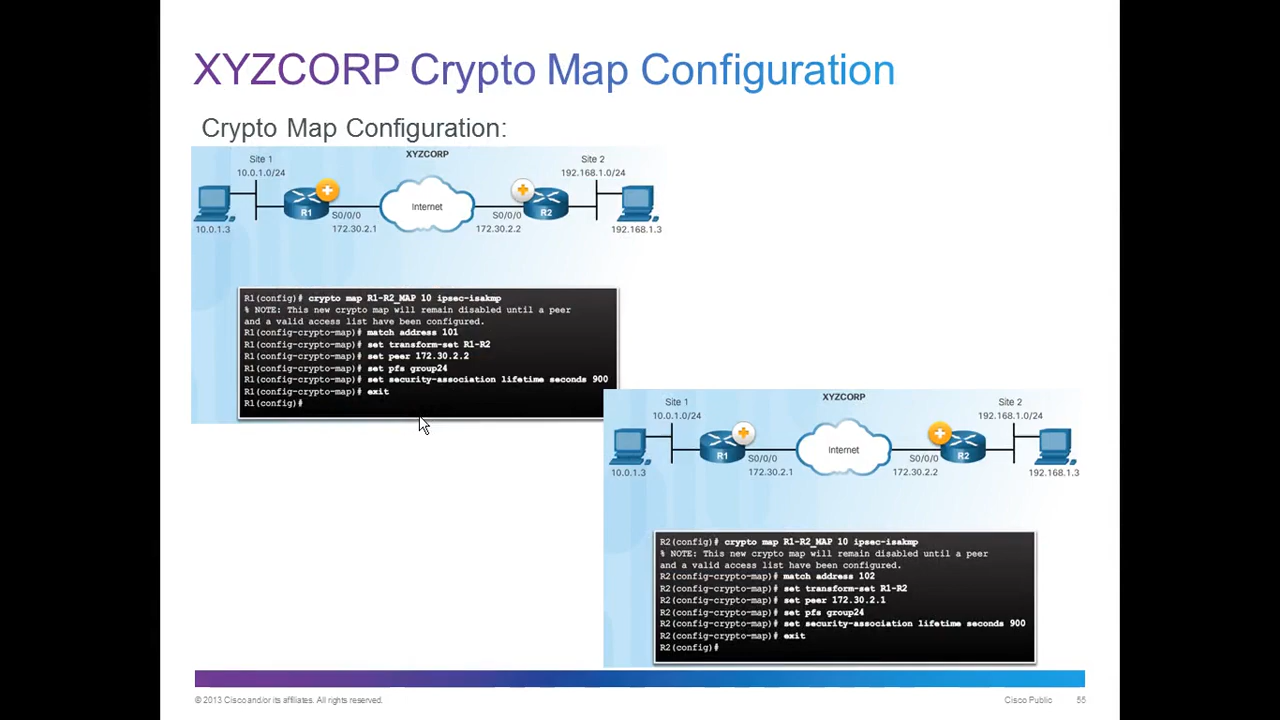 XYZCORP Crypto Map Configuration
Crypto Map Configuration:
XYZCORP
Site 1
10.0.1.0/24
Site 2
192.168.1.0/24
R1
Internet
R2
S0/0/0
172.30.2.1
S0/0/0
172.30.2.2
10.0.1.3
192.168.1.3
R1(config)# crypto map R1-R2_MAP 10 ipsec-isakmp
% NOTE: This new crypto map will remain disabled until a peer
and a valid access list have been configured.
R1(config-crypto-map)# match address 101
R1(config-crypto-map)# set transform-set R1-R2
R1(config-crypto-map)# set peer 172.30.2.2
R1(config-crypto-map)# set pfs group24
R1(config-crypto-map)# set security-association lifetime seconds 900
R1(config-crypto-map)# exit
R1(config)#
XYZCORP
Site 1
10.0.1.0/24
Site 2
192.168.1.0/24
R1
Internet
R2
S0/0/0
172.30.2.1
S0/0/0
172.30.2.2
10.0.1.3
192.168.1.3
R2(config)# crypto map R1-R2_MAP 10 ipsec-isakmp
% NOTE: This new crypto map will remain disabled until a peer
and a valid access list have been configured.
R2(config-crypto-map)# match address 102
R2(config-crypto-map)# set transform-set R1-R2
R2(config-crypto-map)# set peer 172.30.2.1
R2(config-crypto-map)# set pfs group24
R2(config-crypto-map)# set security-association lifetime seconds 900
R2(config-crypto-map)# exit
R2(config)#
© 2013 Cisco and/or its affiliates. All rights reserved.
Cisco Public
55